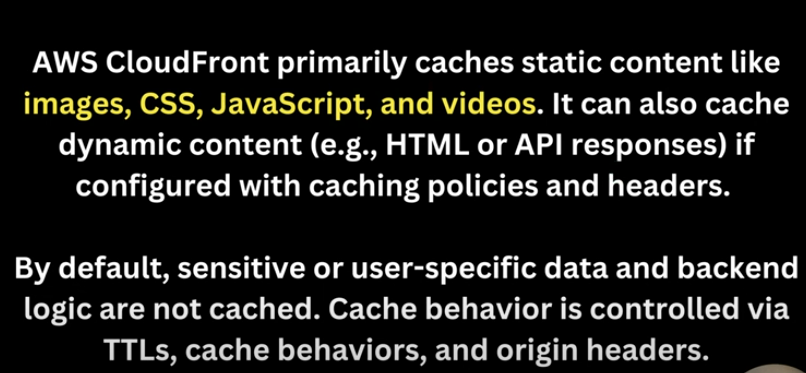 AWS CloudFront primarily caches static content like
images, CSS, JavaScript, and videos. It can also cache
dynamic content (e.g., HTML or API responses) if
configured with caching policies and headers.
By default, sensitive or user-specific data and backend
logic are not cached. Cache behavior is controlled via
TTLs, cache behaviors, and origin headers.